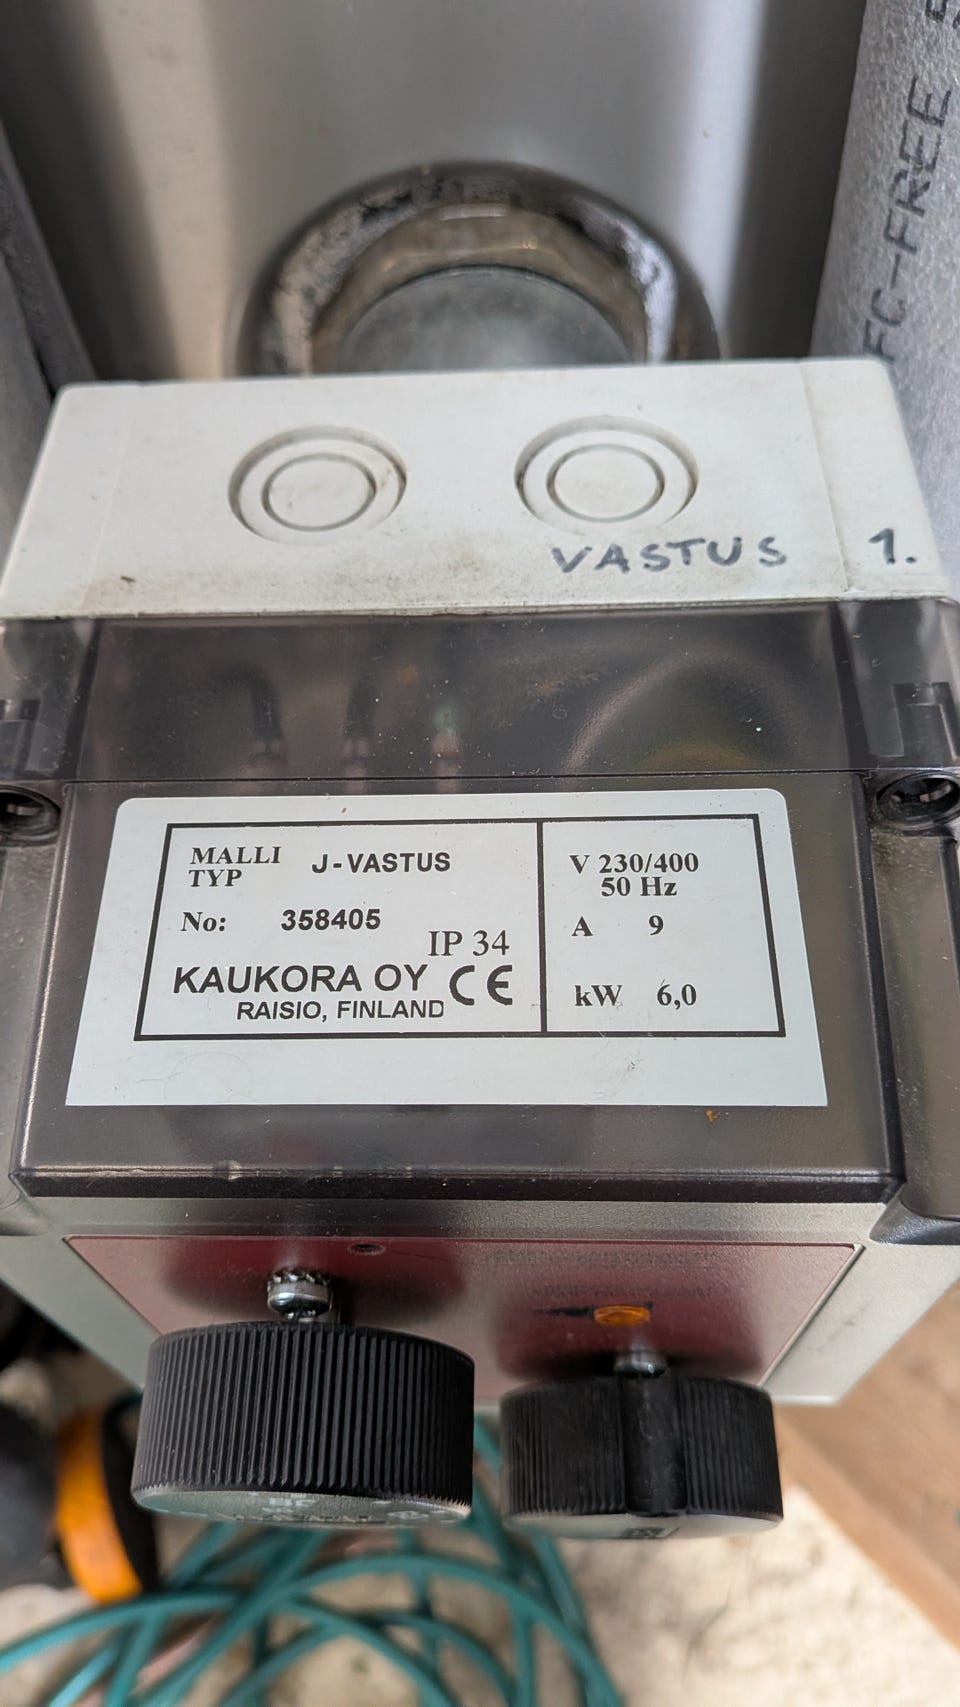 FC-FREE
VASTUS 1.
MALLI
TYP
J-VASTUS
No: 358405
IP 34
KAUKORA OY CE
RAISIO, FINLAND
V 230/400
50 Hz
A 9
kW 6,0